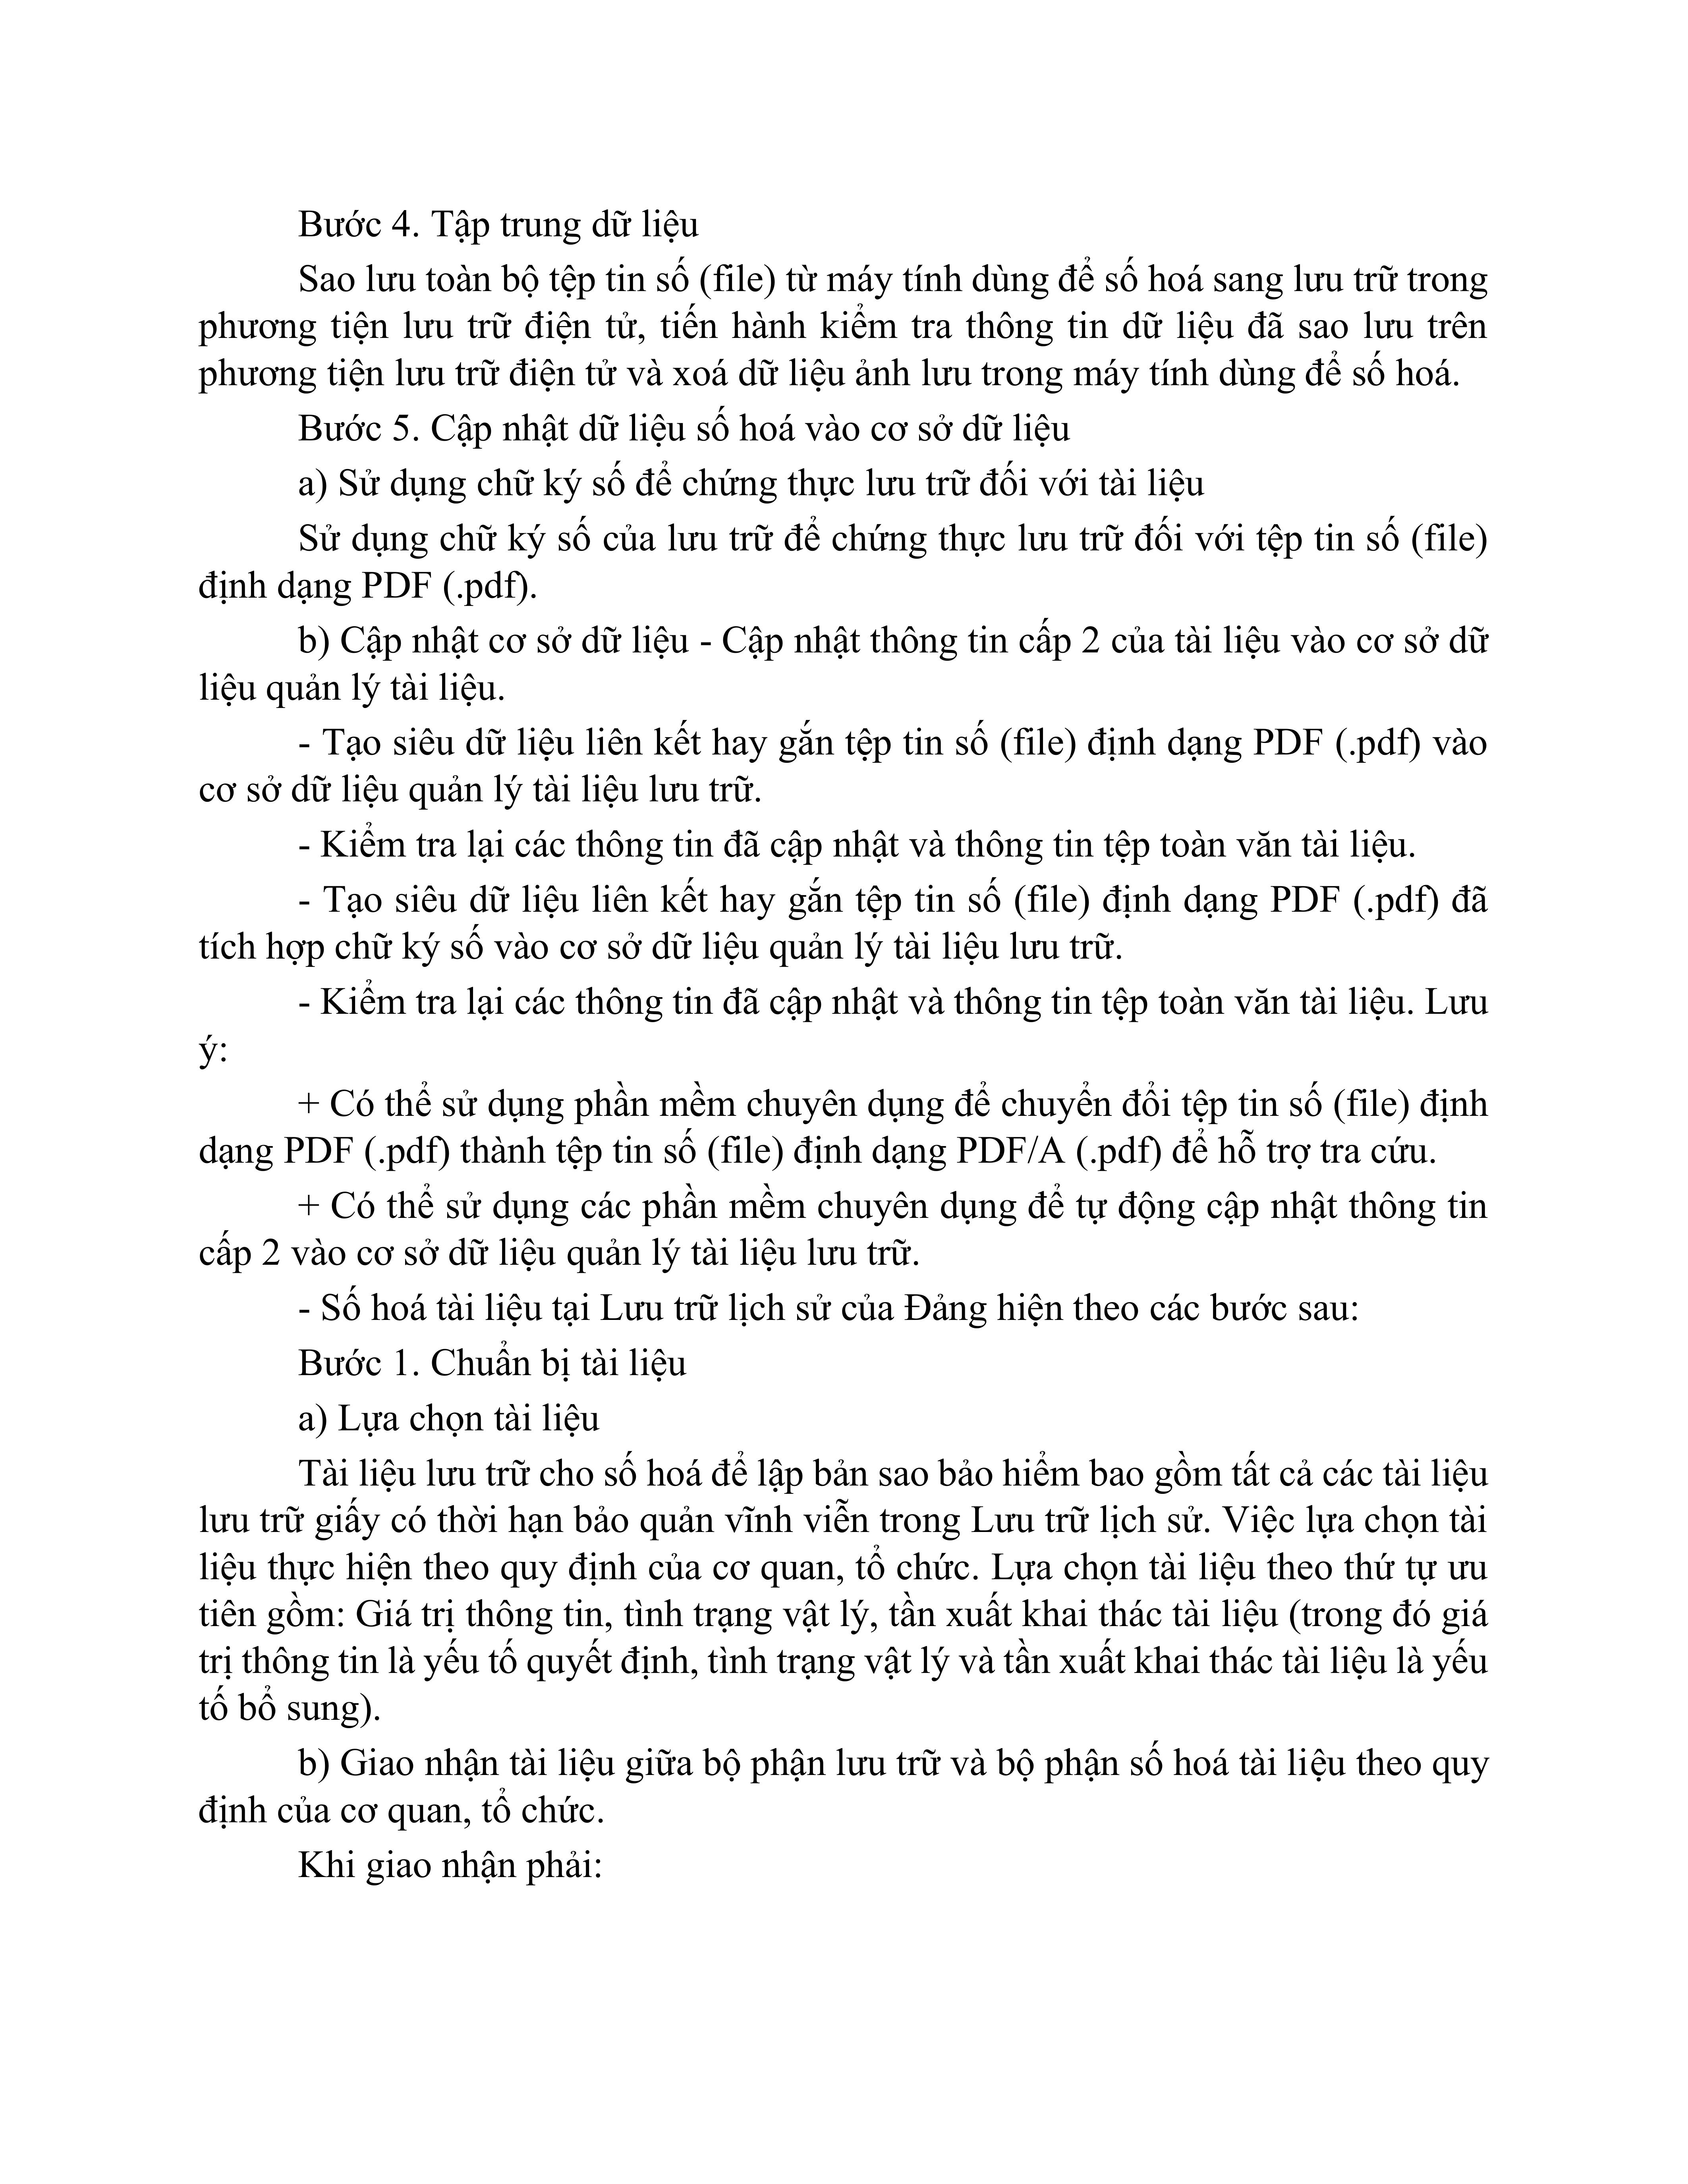 Bước 4. Tập trung dữ liệu
Sao lưu toàn bộ tệp tin số (file) từ máy tính dùng để số hoá sang lưu trữ trong
phương tiện lưu trữ điện tử, tiến hành kiểm tra thông tin dữ liệu đã sao lưu trên
phương tiện lưu trữ điện tử và xoá dữ liệu ảnh lưu trong máy tính dùng để số hoá.
Bước 5. Cập nhật dữ liệu số hoá vào cơ sở dữ liệu
a) Sử dụng chữ ký số để chứng thực lưu trữ đối với tài liệu
Sử dụng chữ ký số của lưu trữ để chứng thực lưu trữ đối với tệp tin số (file)
định dạng PDF (.pdf).
b) Cập nhật cơ sở dữ liệu - Cập nhật thông tin cấp 2 của tài liệu vào cơ sở dữ
liệu quản lý tài liệu.
- Tạo siêu dữ liệu liên kết hay gắn tệp tin số (file) định dạng PDF (.pdf) vào
cơ sở dữ liệu quản lý tài liệu lưu trữ.
- Kiểm tra lại các thông tin đã cập nhật và thông tin tệp toàn văn tài liệu.
- Tạo siêu dữ liệu liên kết hay gắn tệp tin số (file) định dạng PDF (.pdf) đã
tích hợp chữ ký số vào cơ sở dữ liệu quản lý tài liệu lưu trữ.
- Kiểm tra lại các thông tin đã cập nhật và thông tin tệp toàn văn tài liệu. Lưu
ý:
+ Có thể sử dụng phần mềm chuyên dụng để chuyển đổi tệp tin số (file) định
dạng PDF (.pdf) thành tệp tin số (file) định dạng PDF/A (.pdf) để hỗ trợ tra cứu.
+ Có thể sử dụng các phần mềm chuyên dụng để tự động cập nhật thông tin
cấp 2 vào cơ sở dữ liệu quản lý tài liệu lưu trữ.
- Số hoá tài liệu tại Lưu trữ lịch sử của Đảng hiện theo các bước sau:
Bước 1. Chuẩn bị tài liệu
a) Lựa chọn tài liệu
Tài liệu lưu trữ cho số hoá để lập bản sao bảo hiểm bao gồm tất cả các tài liệu
lưu trữ giấy có thời hạn bảo quản vĩnh viễn trong Lưu trữ lịch sử. Việc lựa chọn tài
liệu thực hiện theo quy định của cơ quan, tổ chức. Lựa chọn tài liệu theo thứ tự ưu
tiên gồm: Giá trị thông tin, tình trạng vật lý, tần xuất khai thác tài liệu (trong đó giá
trị thông tin là yếu tố quyết định, tình trạng vật lý và tần xuất khai thác tài liệu là yếu
tố bổ sung).
b) Giao nhận tài liệu giữa bộ phận lưu trữ và bộ phận số hoá tài liệu theo quy
định của cơ quan, tổ chức.
Khi giao nhận phải: